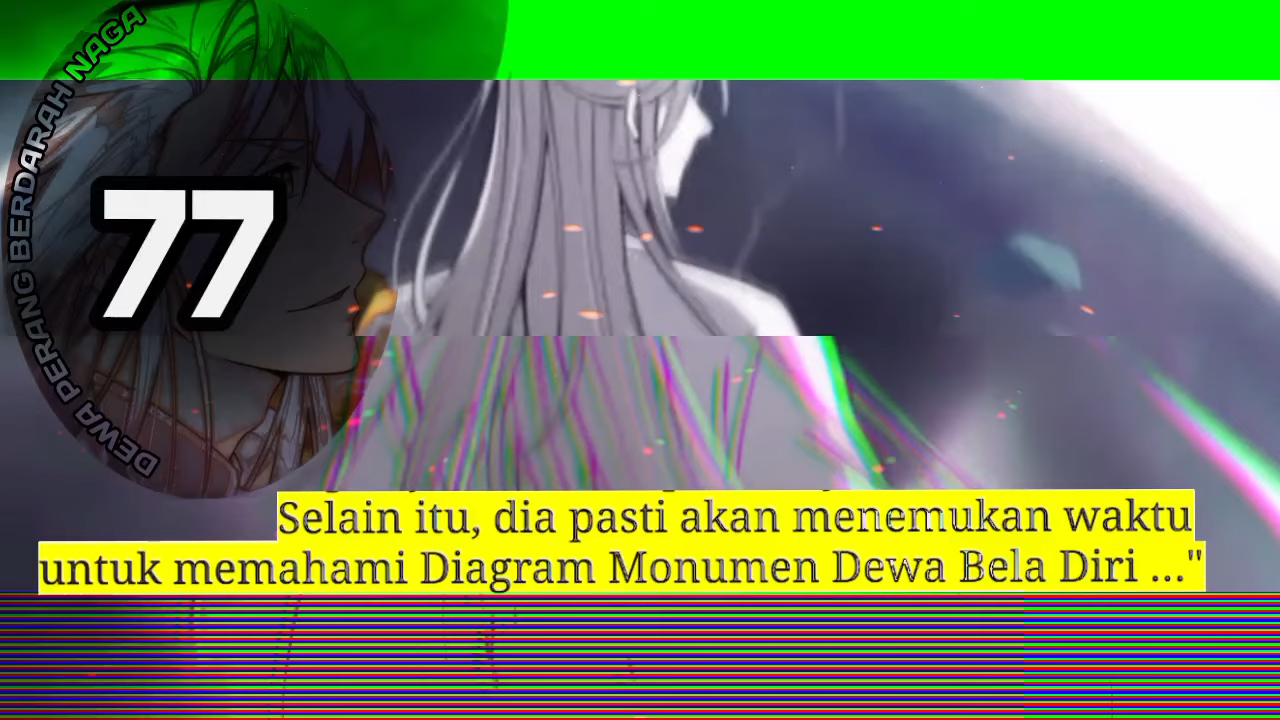 DEWA PERANG BERDARAH NAGA
77
Selain itu, dia pasti akan menemukan waktu
untuk memahami Diagram Monumen Dewa Bela Diri ..."